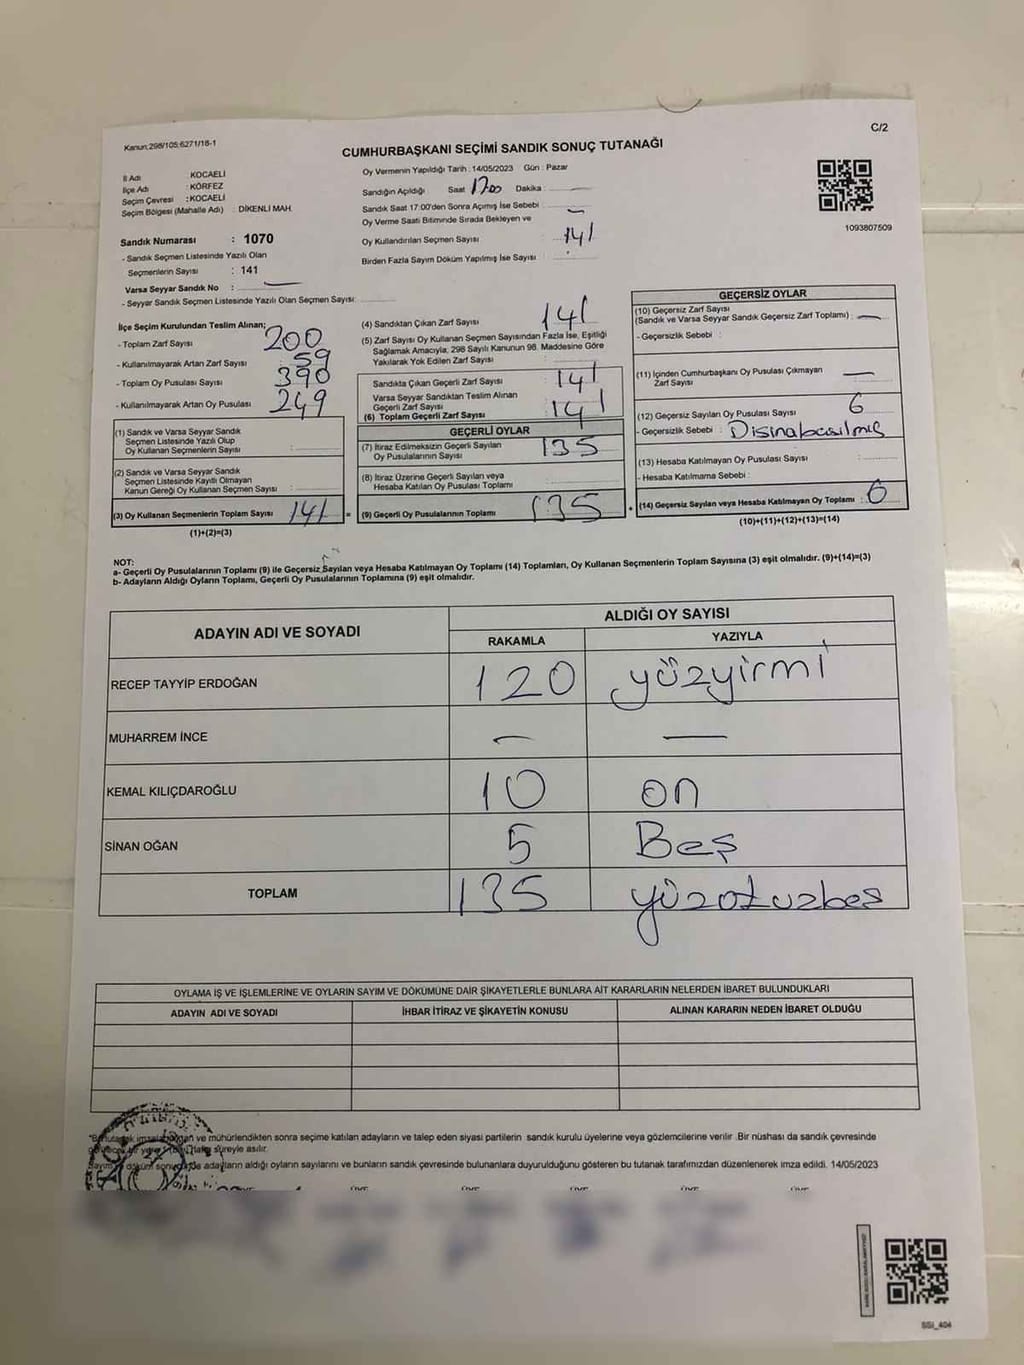 Kanun:298/105;6271/18-1
C/2
CUMHURBAŞKANI SEÇİMİ SANDIK SONUÇ TUTANAĞI
İl Adı : KOCAELİ
İlçe Adı : KÖRFEZ
Seçim Çevresi : KOCAELİ
Seçim Bölgesi (Mahalle Adı) : DİKENLİ MAH.
Sandık Numarası : 1070
- Sandık Seçmen Listesinde Yazılı Olan
Seçmenlerin Sayısı : 141
Varsa Seyyar Sandık No :
- Seyyar Sandık Seçmen Listesinde Yazılı Olan Seçmen Sayısı:
Oy Vermenin Yapıldığı Tarih : 14/05/2023 Gün : Pazar
Sandığın Açıldığı Saat 1700 Dakika :
Sandık Saat 17:00'den Sonra Açımış İse Sebebi :
Oy Verme Saati Bitiminde Sırada Bekleyen ve
Oy Kullandırılan Seçmen Sayısı : 141
Birden Fazla Sayım Döküm Yapılmış İse Sayısı :
1093807509
İlçe Seçim Kurulundan Teslim Alınan;
- Toplam Zarf Sayısı : 200
- Kullanılmayarak Artan Zarf Sayısı : 59
- Toplam Oy Pusulası Sayısı : 390
- Kullanılmayarak Artan Oy Pusulası : 249
(1) Sandık ve Varsa Seyyar Sandık
Seçmen Listesinde Yazılı Olup
Oy Kullanan Seçmenlerin Sayısı :
(2) Sandık ve Varsa Seyyar Sandık
Seçmen Listesinde Kayıtlı Olmayan
Kanun Gereği Oy Kullanan Seçmen Sayısı :
(3) Oy Kullanan Seçmenlerin Toplam Sayısı : 141 =
(1)+(2)=(3)
(4) Sandıktan Çıkan Zarf Sayısı : 141
(5) Zarf Sayısı Oy Kullanan Seçmen Sayısından Fazla İse, Eşitliği
Sağlamak Amacıyla, 298 Sayılı Kanunun 98. Maddesine Göre
Yakılarak Yok Edilen Zarf Sayısı :
Sandıkta Çıkan Geçerli Zarf Sayısı : 141
Varsa Seyyar Sandıktan Teslim Alınan
Geçerli Zarf Sayısı :
(6) Toplam Geçerli Zarf Sayısı : 141
GEÇERLİ OYLAR
(7) İtiraz Edilmeksizin Geçerli Sayılan
Oy Pusulalarının Sayısı : 135
(8) İtiraz Üzerine Geçerli Sayılan veya
Hesaba Katılan Oy Pusulası Toplamı :
(9) Geçerli Oy Pusulalarının Toplamı : 135 +
GEÇERSİZ OYLAR
(10) Geçersiz Zarf Sayısı
(Sandık ve Varsa Seyyar Sandık Geçersiz Zarf Toplamı) :
- Geçersizlik Sebebi :
(11) İçinden Cumhurbaşkanı Oy Pusulası Çıkmayan
Zarf Sayısı
(12) Geçersiz Sayılan Oy Pusulası Sayısı : 6
- Geçersizlik Sebebi : Disinabasilmiş
(13) Hesaba Katılmayan Oy Pusulası Sayısı :
- Hesaba Katılmama Sebebi :
(14) Geçersiz Sayılan veya Hesaba Katılmayan Oy Toplamı : 6
(10)+(11)+(12)+(13)=(14)
NOT:
a- Geçerli Oy Pusulalarının Toplamı (9) ile Geçersiz Sayılan veya Hesaba Katılmayan Oy Toplamı (14) Toplamları, Oy Kullanan Seçmenlerin Toplam Sayısına (3) eşit olmalıdır. (9)+(14)=(3)
b- Adayların Aldığı Oyların Toplamı, Geçerli Oy Pusulalarının Toplamına (9) eşit olmalıdır.
ADAYIN ADI VE SOYADI
ALDIĞI OY SAYISI
RAKAMLA YAZIYLA
RECEP TAYYİP ERDOĞAN 120 yüzyirmi
MUHARREM İNCE
KEMAL KILIÇDAROĞLU 10 on
SİNAN OĞAN 5 Beş
TOPLAM 135 yüzotuzbeş
OYLAMA İŞ VE İŞLEMLERİNE VE OYLARIN SAYIM VE DÖKÜMÜNE DAİR ŞİKAYETLERLE BUNLARA AİT KARARLARIN NELERDEN İBARET BULUNDUKLARI
ADAYIN ADI VE SOYADI İHBAR İTİRAZ VE ŞİKAYETİN KONUSU ALINAN KARARIN NEDEN İBARET OLDUĞU
ve mühürlendikten sonra seçime katılan adayların ve talep eden siyasi partilerin sandık kurulu üyelerine veya gözlemcilerine verilir .Bir nüshası da sandık çevresinde
süreyle asılır.
adayların aldığı oyların sayılarını ve bunların sandık çevresinde bulunanlara duyurulduğunu gösteren bu tutanak tarafımızdan düzenlenerek imza edildi. 14/05/2023
SSI_404